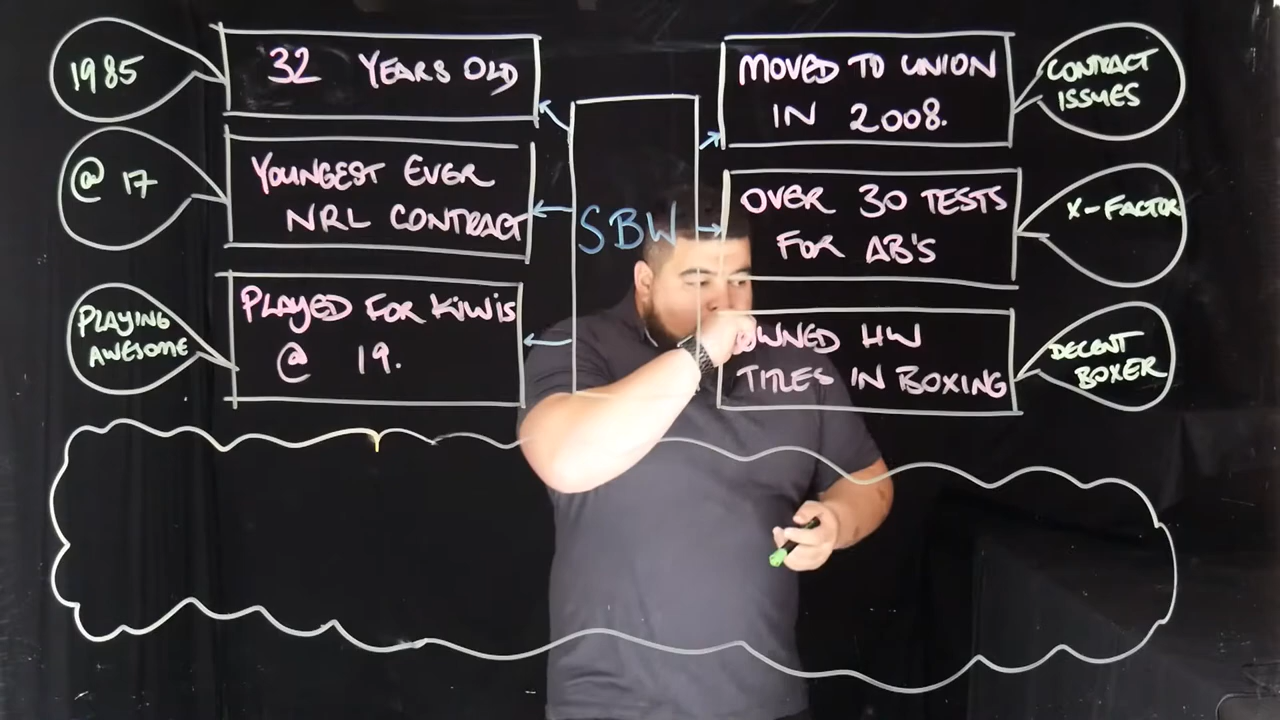 1985
32 YEARS OLD
@ 17
YOUNGEST EVER
NRL CONTRACT
PLAYING
AWESOME
PLAYED FOR KIWIS
@ 19.
SBW
MOVED TO UNION
IN 2008.
CONTRACT
ISSUES
OVER 30 TESTS
FOR AB'S
X-FACTOR
OWNED HW
TITLES IN BOXING
DECENT
BOXER